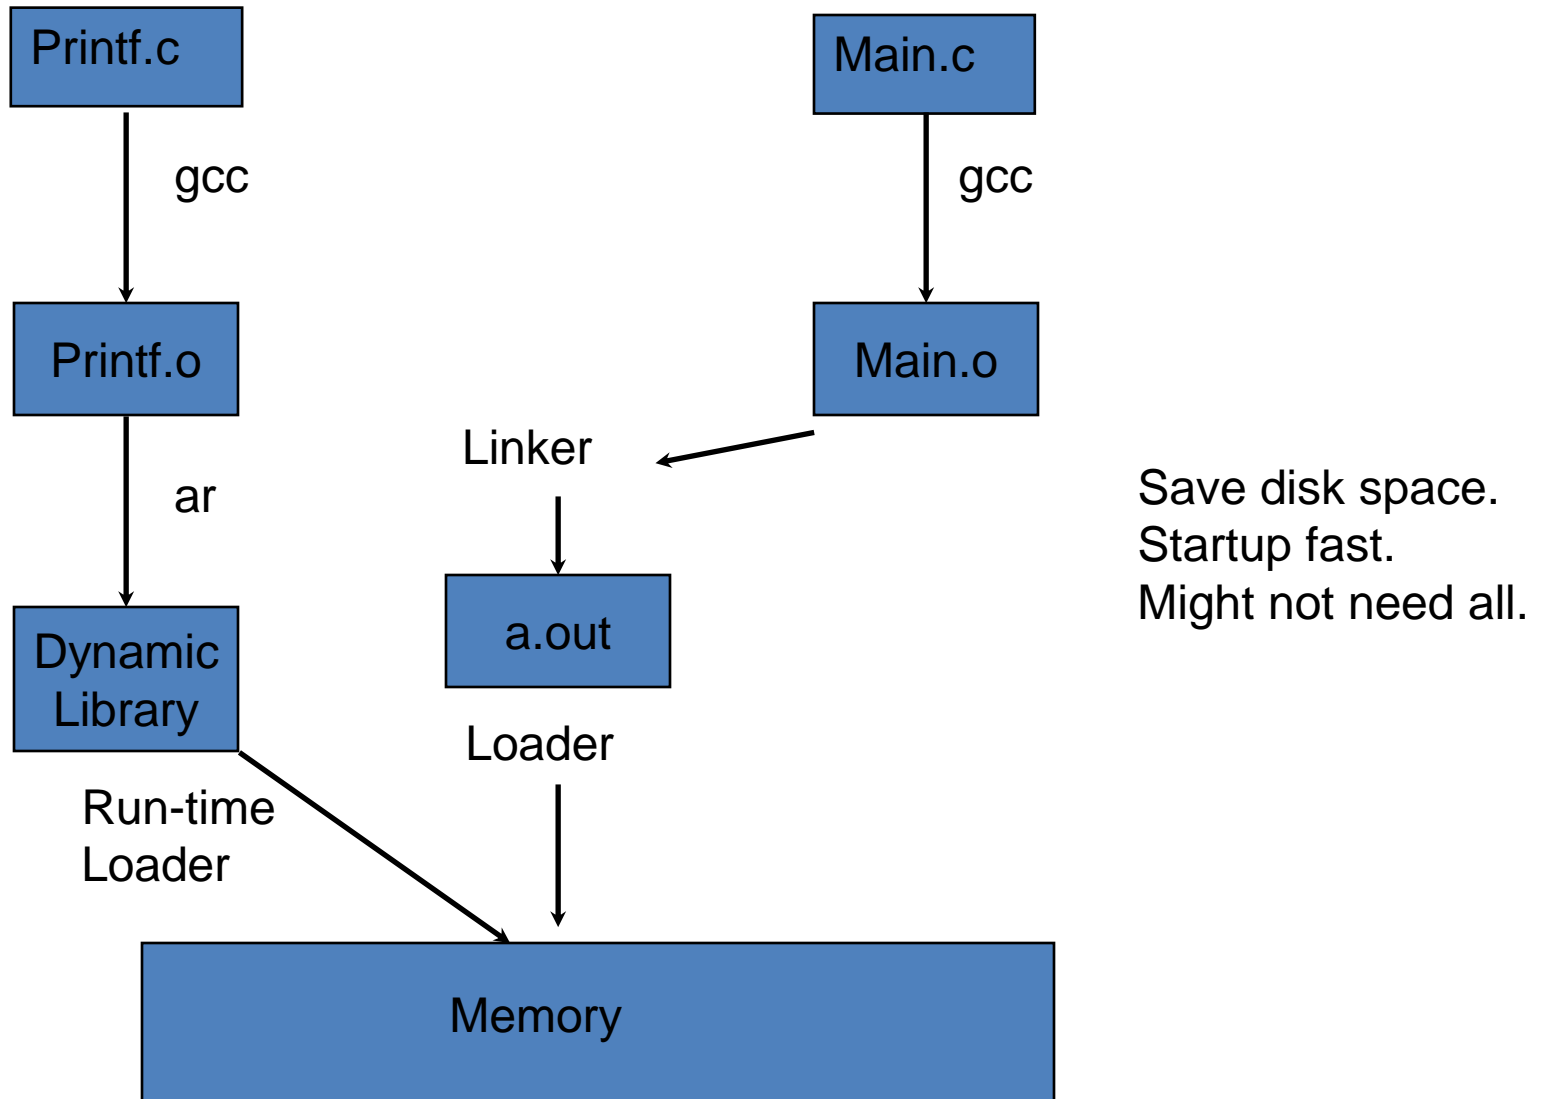 Printf.c
Main.c
gcc
gcc
Printf.o
Main.o
Linker
ar
Save disk space.
Startup fast.
Might not need all.
a.out
Dynamic
Library
Loader
Run-time
Loader
Memory